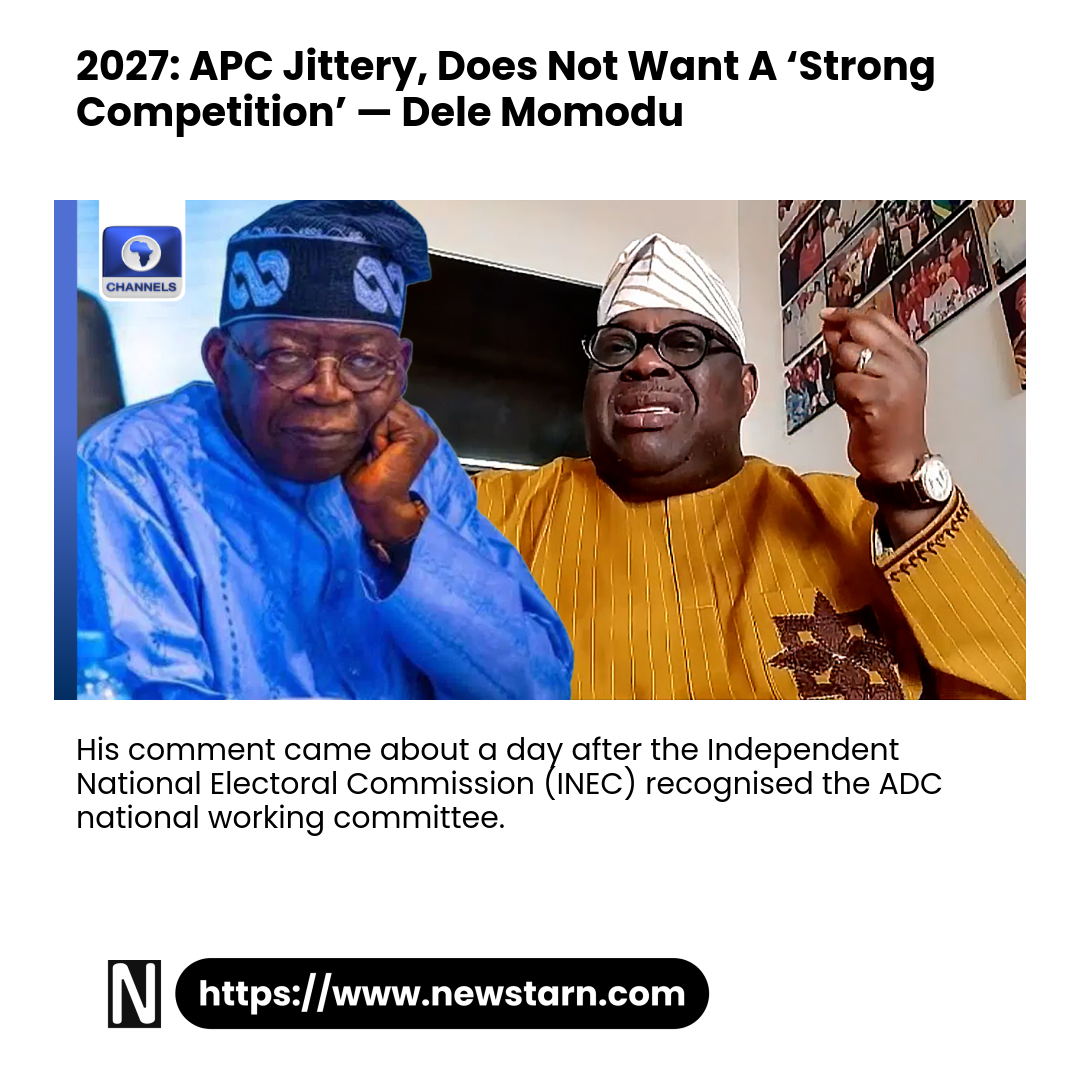 2027: APC Jittery, Does Not Want A ‘Strong
Competition’ — Dele Momodu
CHANNELS
His comment came about a day after the Independent
National Electoral Commission (INEC) recognised the ADC
national working committee.
N
https://www.newstarn.com